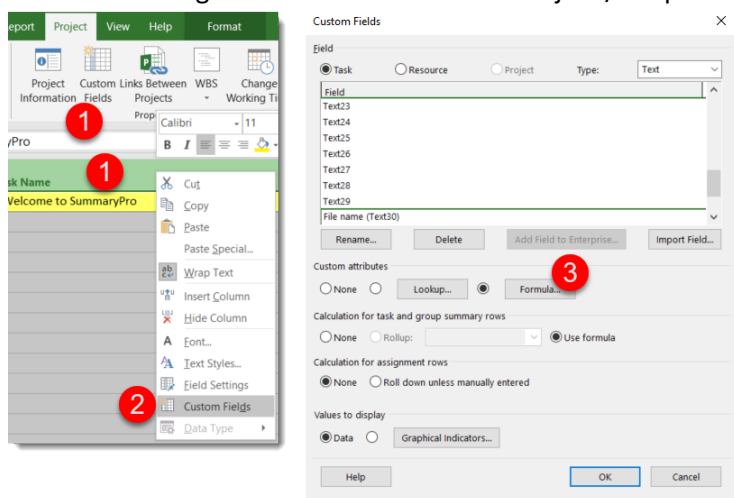 eport Project View Help Format
Project Information
Custom Fields
Links Between Projects
WBS
Change
Working Ti
Prop
1
Calibri 11
B I
yPro
1
sk Name
Welcome to SummaryPro
Cut
Copy
Paste
Paste Special...
Wrap Text
Insert Column
Hide Column
Font...
Text Styles...
Field Settings
2
Custom Fields
Data Type
Custom Fields
Field
Task Resource Project Type: Text
Field
Text23
Text24
Text25
Text26
Text27
Text28
Text29
File name (Text30)
Rename... Delete Add Field to Enterprise... Import Field...
3
Custom attributes
None Lookup... Formula...
Calculation for task and group summary rows
None Rollup: Use formula
Calculation for assignment rows
None Roll down unless manually entered
Values to display
Data Graphical Indicators...
Help OK Cancel